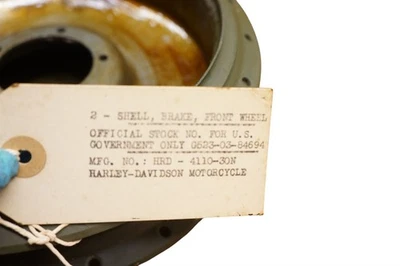 2 - SHELL, BRAKE, FRONT WHEEL
OFFICIAL STOCK NO. FOR U.S.
GOVERNMENT ONLY G523-03-84694
MFG. NO.: HRD - 4110-30N
HARLEY-DAVIDSON MOTORCYCLE